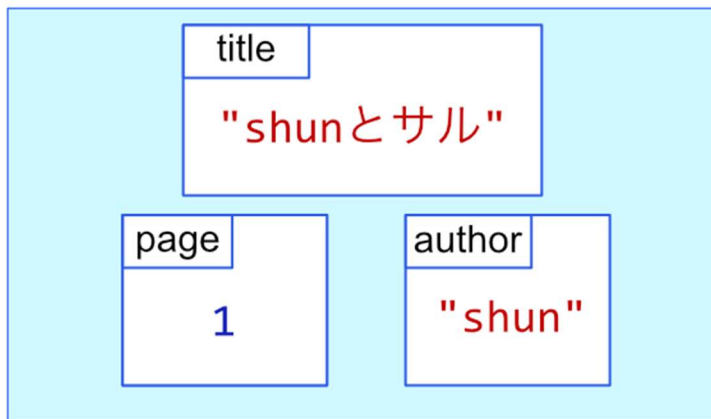 title
"shunとサル"
page
1
author
"shun"